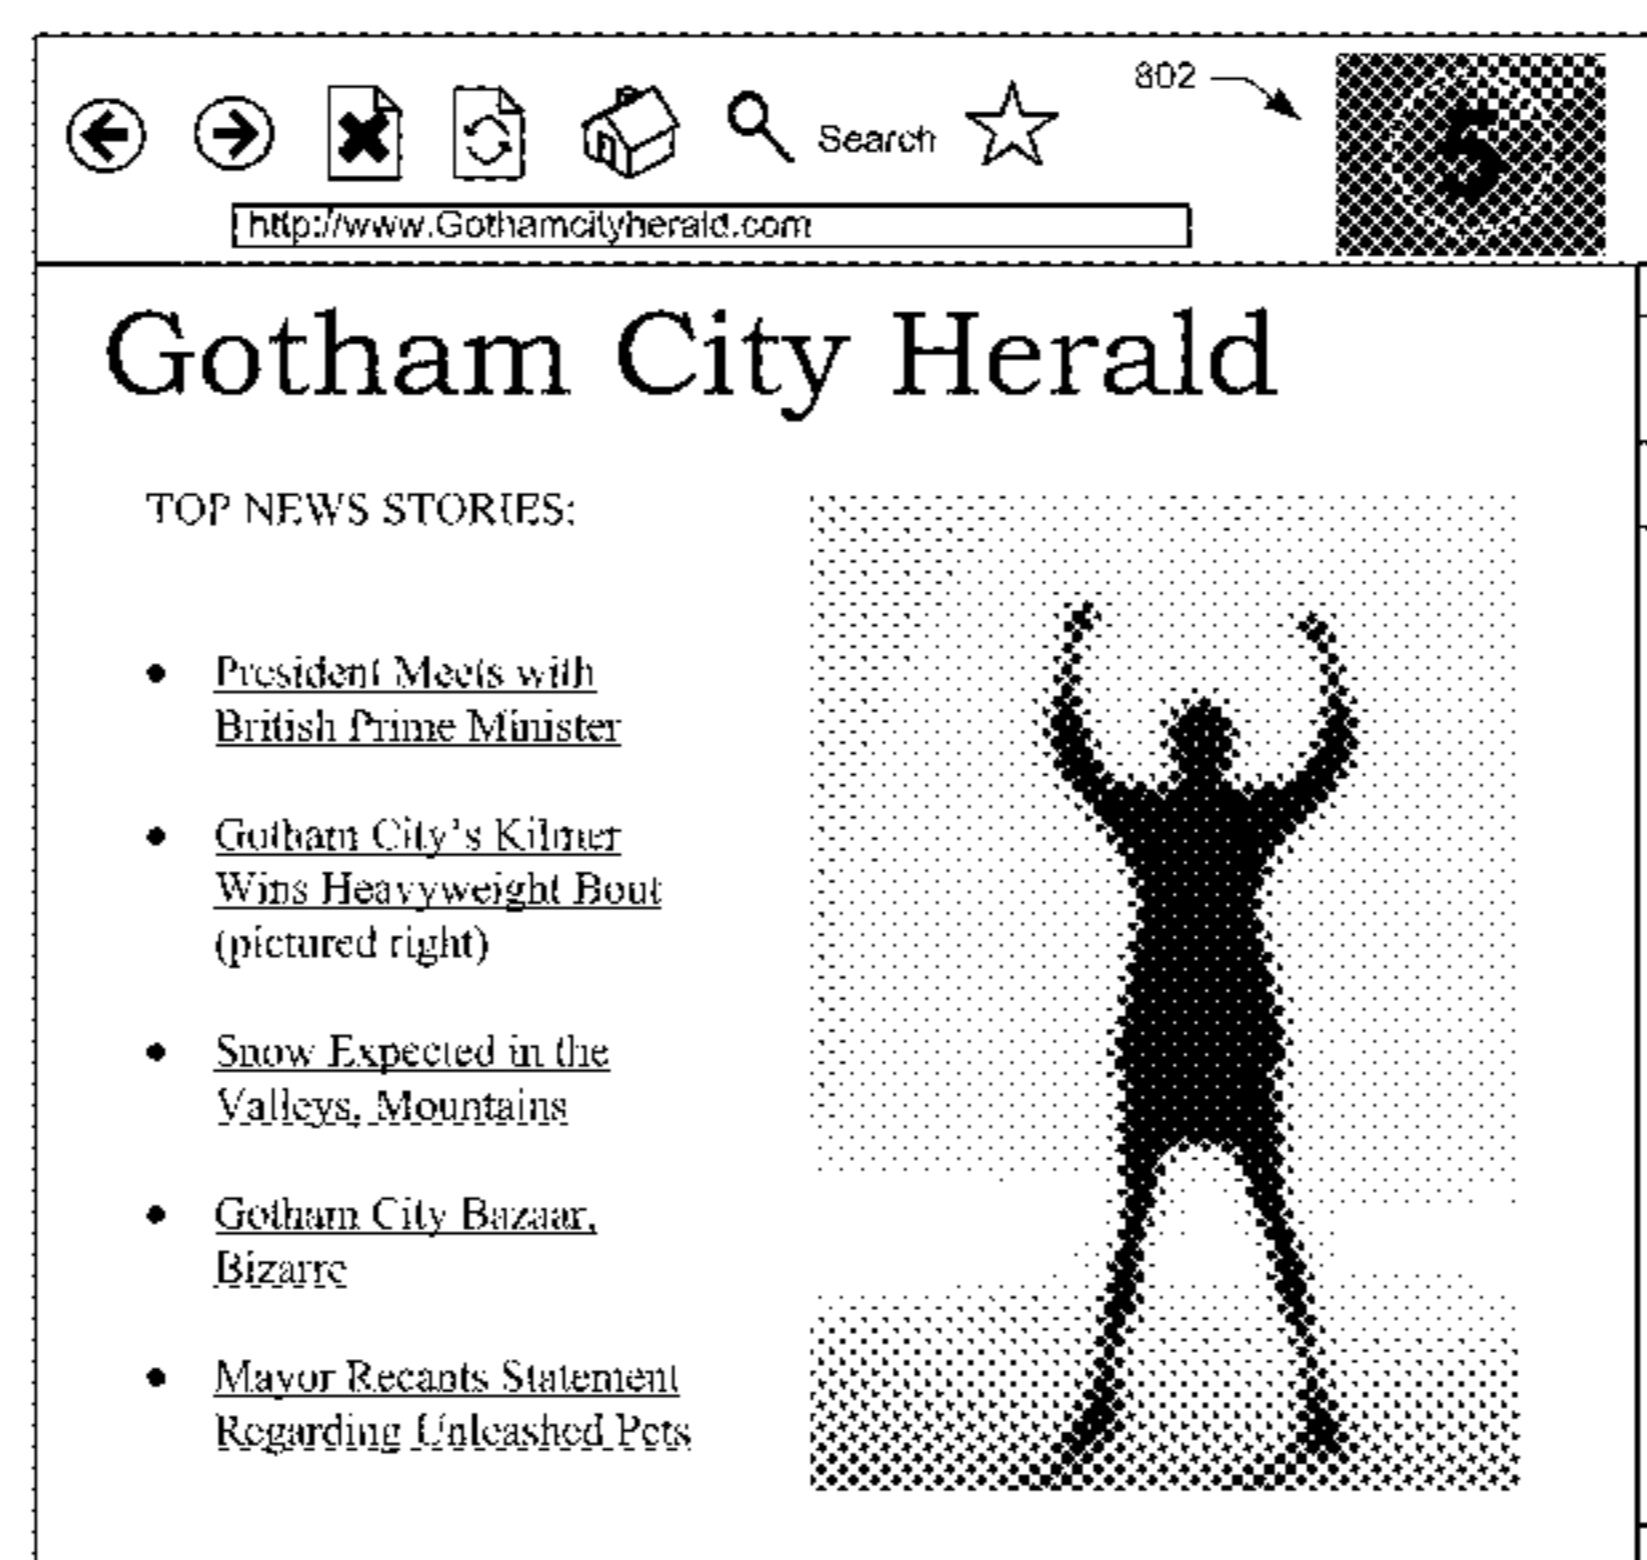 802
5
Search
http://www.Gothamcityherald.com
Gotham City Herald
TOP NEWS STORIES:
• President Meets with
British Prime Minister
• Gotham City's Kilmer
Wins Heavyweight Bout
(pictured right)
• Snow Expected in the
Valleys, Mountains
• Gotham City Bazaar,
Bizarre
• Mayor Recants Statement
Regarding Unleashed Pets